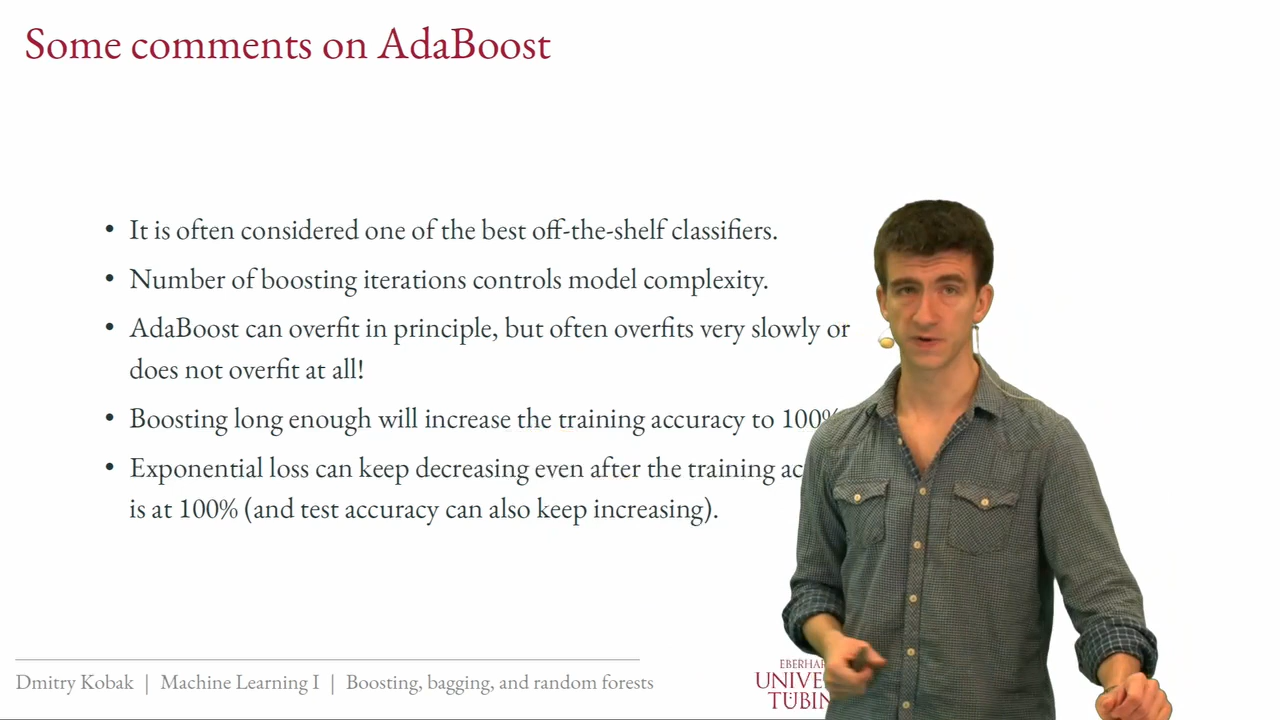 Some comments on AdaBoost
• It is often considered one of the best off-the-shelf classifiers.
• Number of boosting iterations controls model complexity.
• AdaBoost can overfit in principle, but often overfits very slowly or
does not overfit at all!
• Boosting long enough will increase the training accuracy to 100%
• Exponential loss can keep decreasing even after the training
is at 100% (and test accuracy can also keep increasing).
Dmitry Kobak | Machine Learning I | Boosting, bagging, and random forests